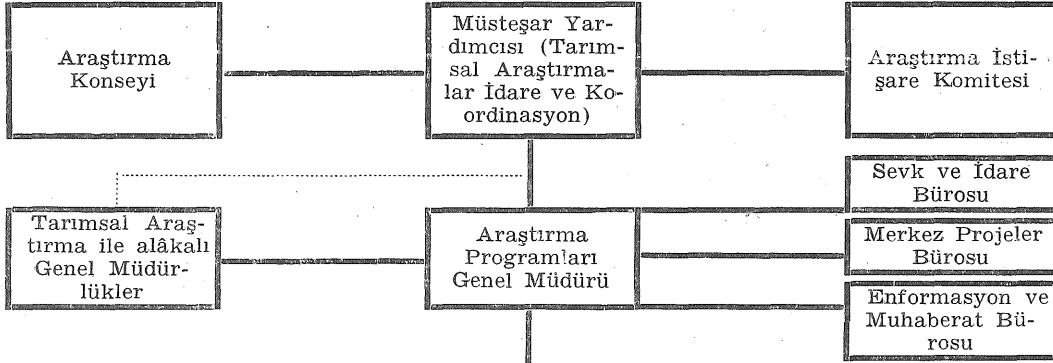 Araştırma
Konseyi
Müsteşar Yar-
dımcısı (Tarım-
sal Araştırma-
lar İdare ve Ko-
ordinasyon)
Araştırma İsti-
şare Komitesi
Tarımsal Araş-
tırma ile alâkalı
Genel Müdür-
lükler
Araştırma
Programları
Genel Müdürü
Sevk ve İdare
Bürosu
Merkez Projeler
Bürosu
Enformasyon ve
Muhaberat Bü-
rosu